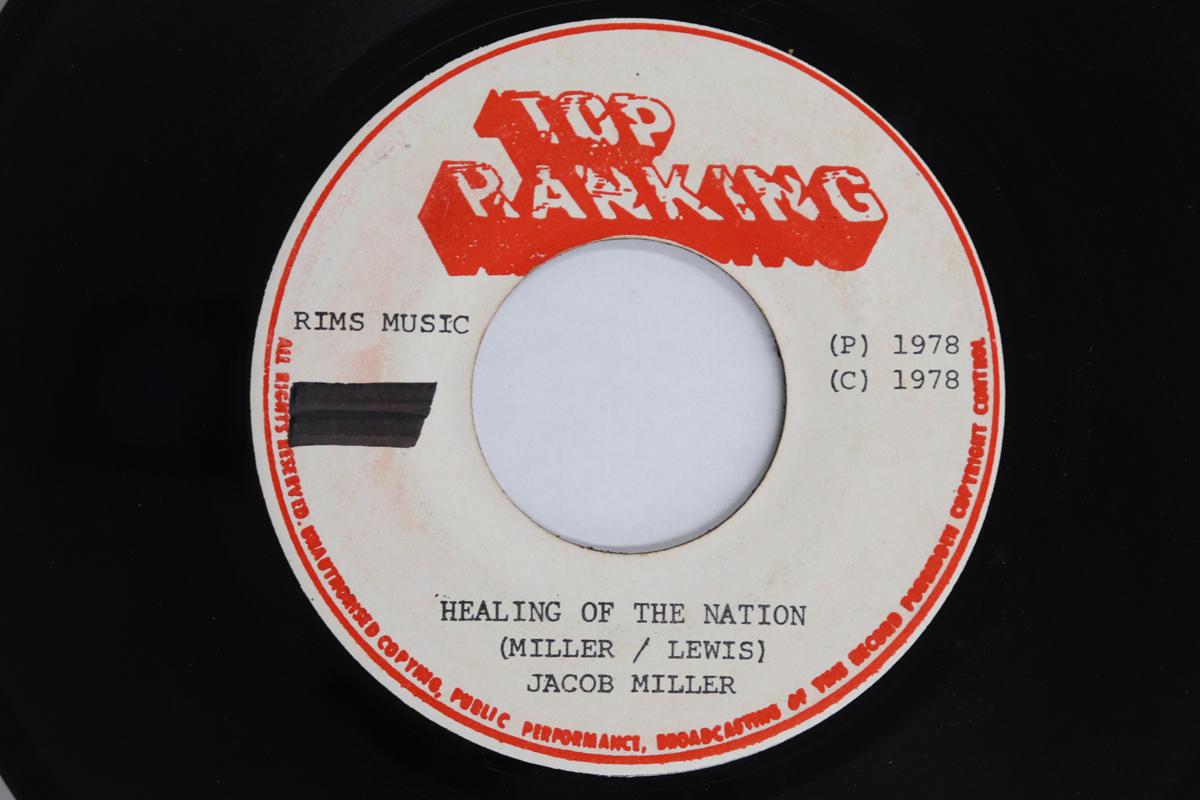 TOP
RANKING
RIMS MUSIC
(P) 1978
(C) 1978
HEALING OF THE NATION
(MILLER / LEWIS)
JACOB MILLER
ALL RIGHTS RESERVED. UNAUTHORISED COPYING, PUBLIC PERFORMANCE, BROADCASTING OF THIS RECORD FORBIDDEN COPYRIGHT CONTROL